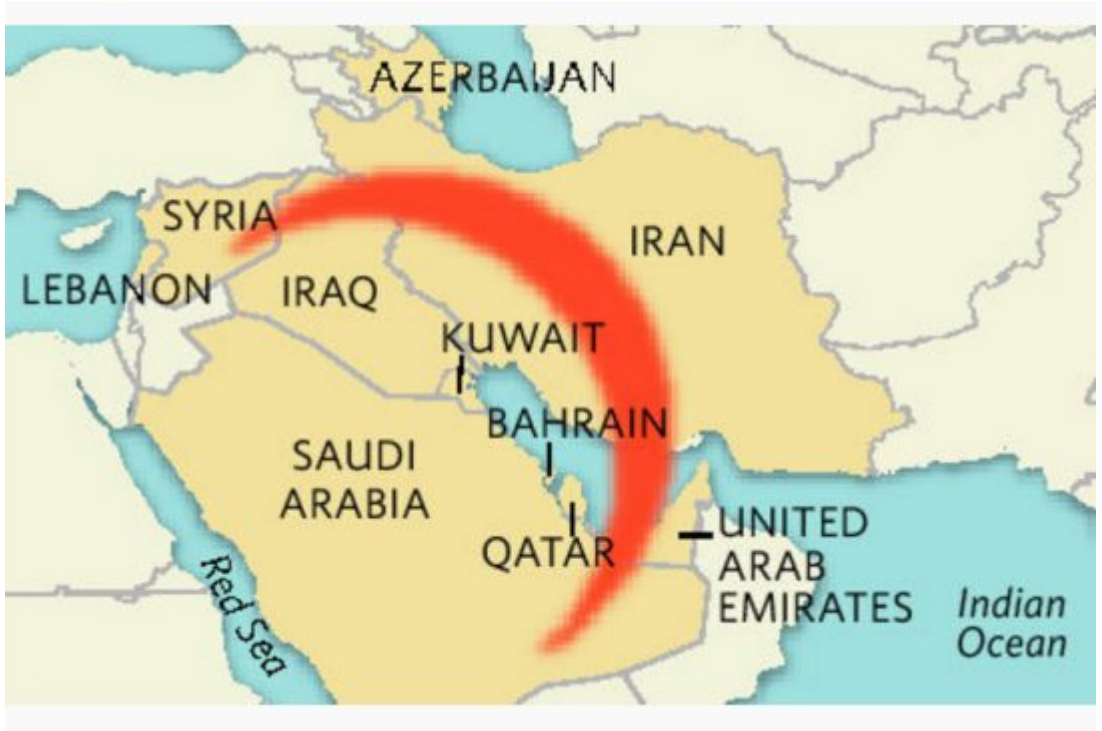 AZERBAIJAN
SYRIA
IRAN
LEBANON
IRAQ
KUWAIT
BAHRAIN
SAUDI
ARABIA
QATAR
UNITED
ARAB
EMIRATES
Red Sea
Indian
Ocean